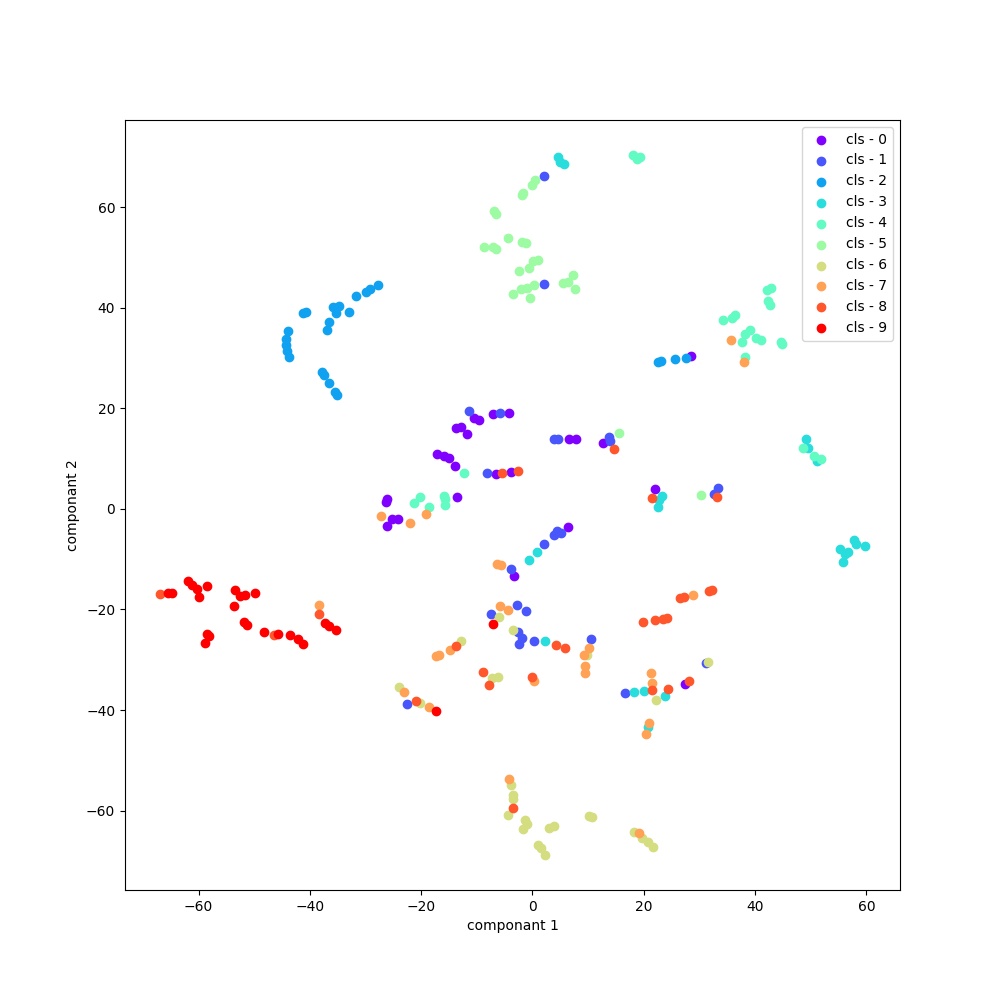 cls - 0
cls - 1
cls - 2
cls - 3
cls - 4
cls - 5
cls - 6
cls - 7
cls - 8
cls - 9
60
40
20
0
−20
−40
−60
componant 2
−60 −40 −20 0 20 40 60
componant 1